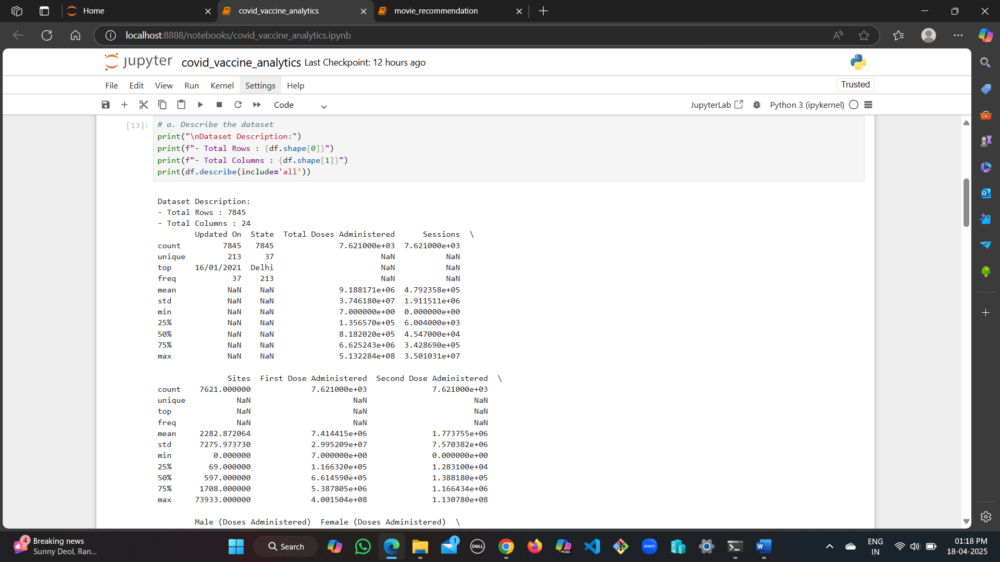 Home
covid_vaccine_analytics
movie_recommendation
localhost:8888/notebooks/covid_vaccine_analytics.ipynb
jupyter covid_vaccine_analytics Last Checkpoint: 12 hours ago
File Edit View Run Kernel Settings Help
Trusted
Code
JupyterLab
Python 3 (ipykernel)
[13]: # a. Describe the dataset
print("\nDataset Description:")
print(f"- Total Rows : {df.shape[0]}")
print(f"- Total Columns : {df.shape[1]}")
print(df.describe(include='all'))
Dataset Description:
- Total Rows : 7845
- Total Columns : 24
Updated On State Total Doses Administered Sessions \
count 7845 7845 7.621000e+03 7.621000e+03
unique 213 37 NaN NaN
top 16/01/2021 Delhi NaN NaN
freq 37 213 NaN NaN
mean NaN NaN 9.188171e+06 4.792358e+05
std NaN NaN 3.746180e+07 1.911511e+06
min NaN NaN 7.000000e+00 0.000000e+00
25% NaN NaN 1.356570e+05 6.004000e+03
50% NaN NaN 8.182020e+05 4.547000e+04
75% NaN NaN 6.625243e+06 3.428690e+05
max NaN NaN 5.132284e+08 3.501031e+07
Sites First Dose Administered Second Dose Administered \
count 7621.000000 7.621000e+03 7.621000e+03
unique NaN NaN NaN
top NaN NaN NaN
freq NaN NaN NaN
mean 2282.872064 7.414415e+06 1.773755e+06
std 7275.973730 2.995209e+07 7.570382e+06
min 0.000000 7.000000e+00 0.000000e+00
25% 69.000000 1.166320e+05 1.283100e+04
50% 597.000000 6.614590e+05 1.388180e+05
75% 1708.000000 5.387805e+06 1.166434e+06
max 73933.000000 4.001504e+08 1.130780e+08
Male (Doses Administered) Female (Doses Administered) \
4
Breaking news
Sunny Deol, Ran...
Search
1
DELL
M365
zoom
ENG
IN
01:18 PM
18-04-2025